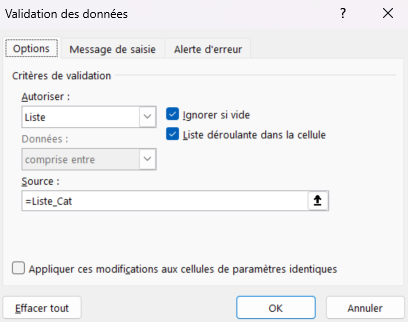 Validation des données ?
Options Message de saisie Alerte d'erreur
Critères de validation
Autoriser :
Liste
Ignorer si vide
Liste déroulante dans la cellule
Données :
comprise entre
Source :
=Liste_Cat
Appliquer ces modifications aux cellules de paramètres identiques
Effacer tout OK Annuler